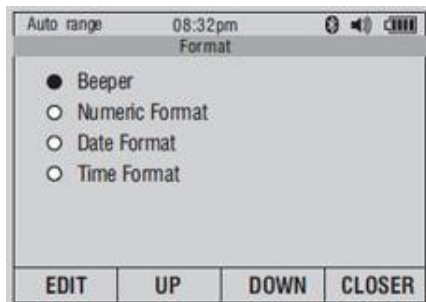 Auto range 08:32pm
Format
Beeper
Numeric Format
Date Format
Time Format
EDIT UP DOWN CLOSER